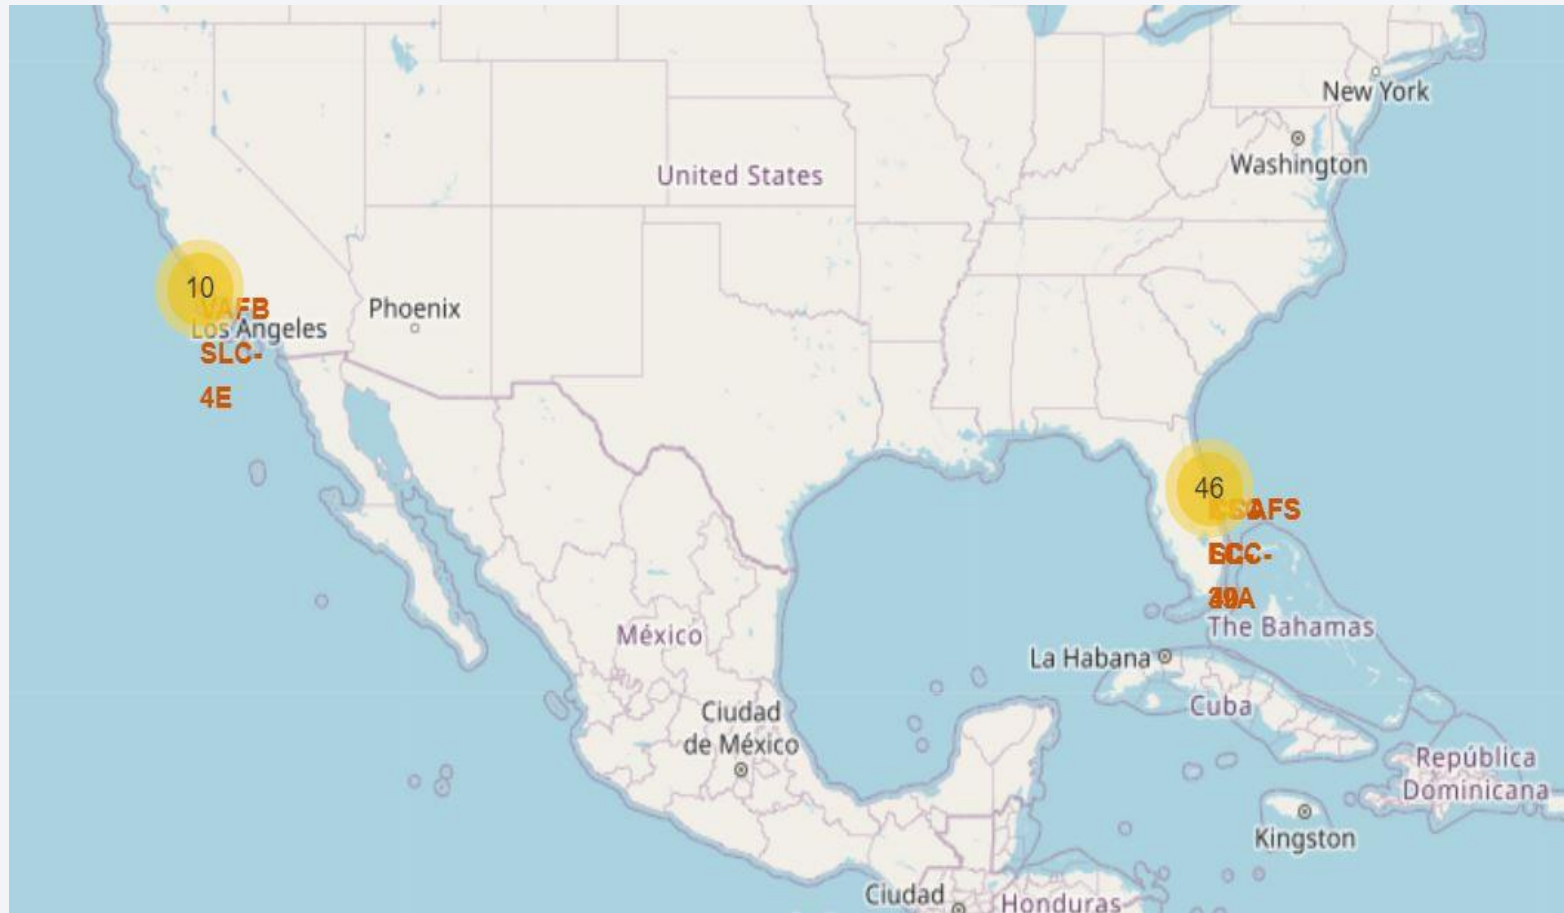 New York
Washington
United States
10
VAFB
Phoenix
Los Angeles
SLC-
4E
46
México
The Bahamas
La Habana
Cuba
Ciudad
de México
República
Dominicana
Kingston
Ciudad
Honduras